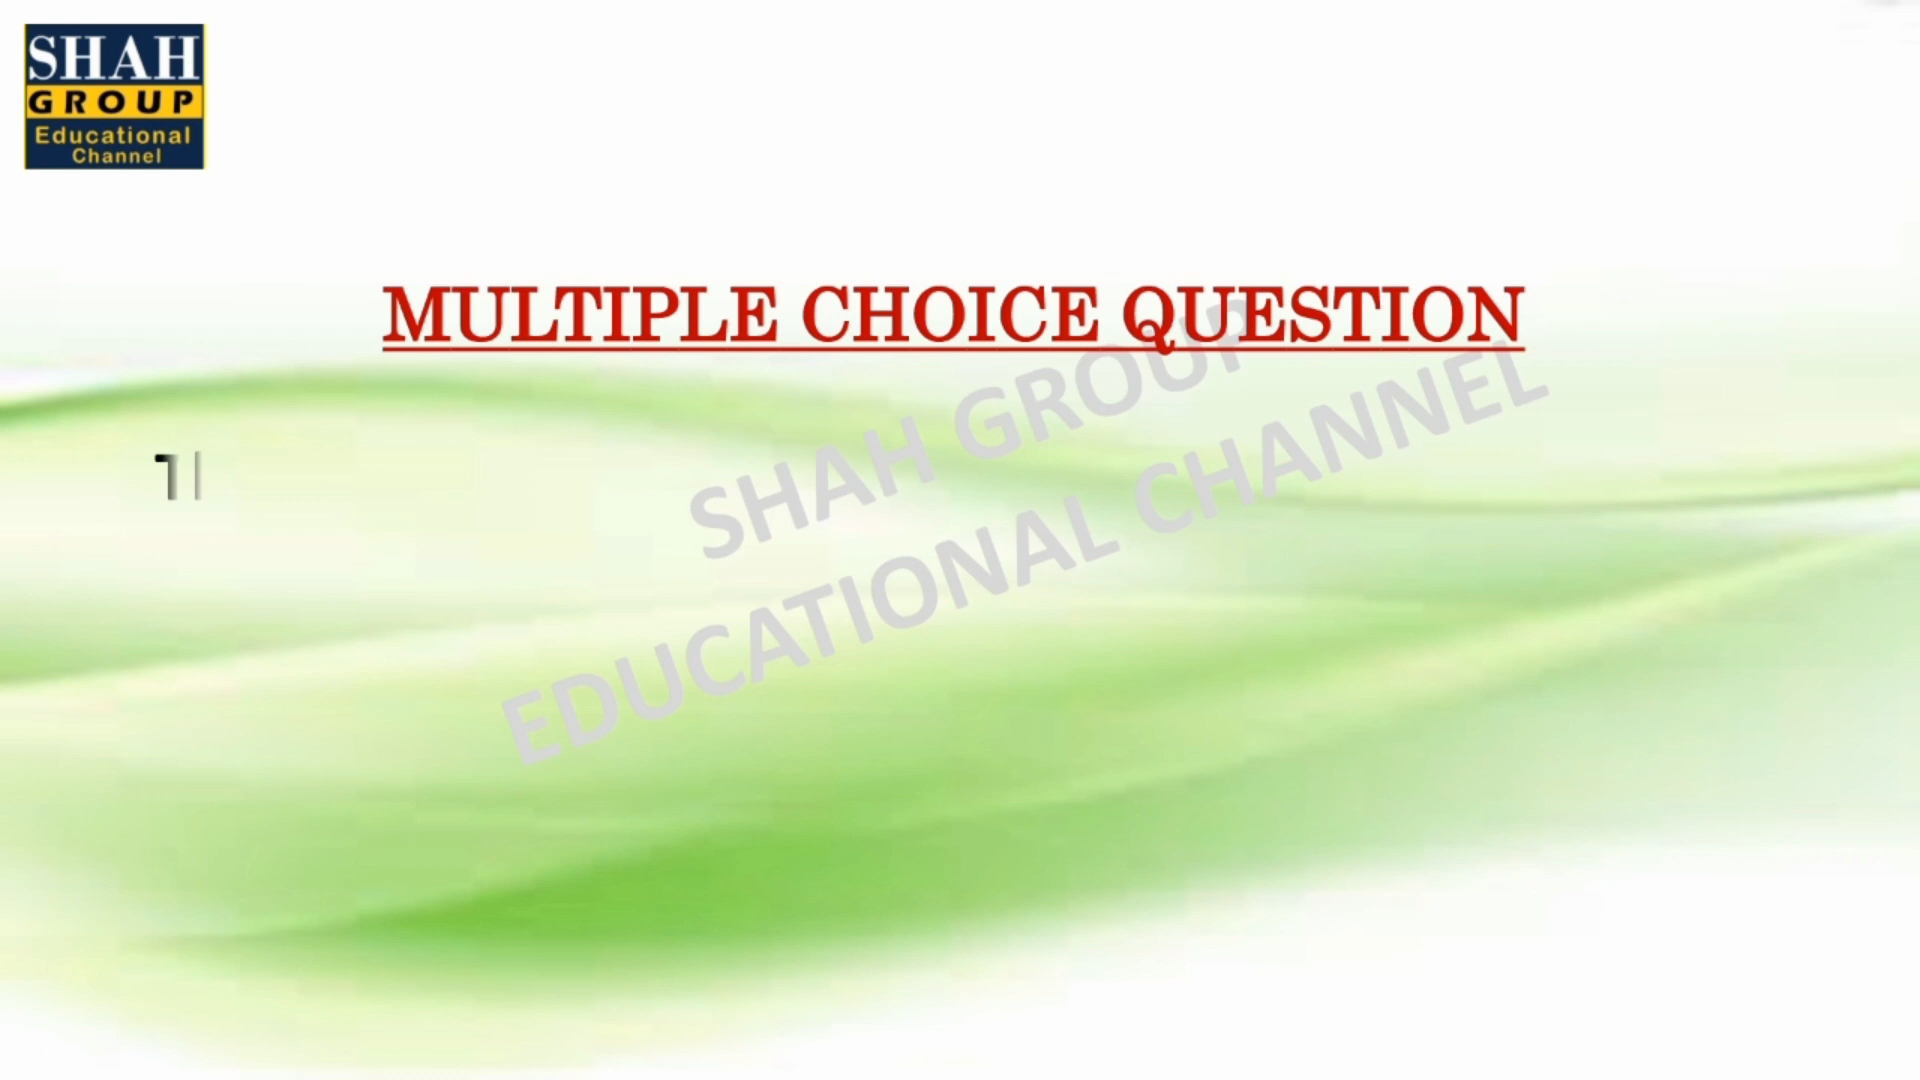 SHAH
GROUP
Educational
Channel
MULTIPLE CHOICE QUESTION
SHAH GROUP
EDUCATIONAL CHANNEL